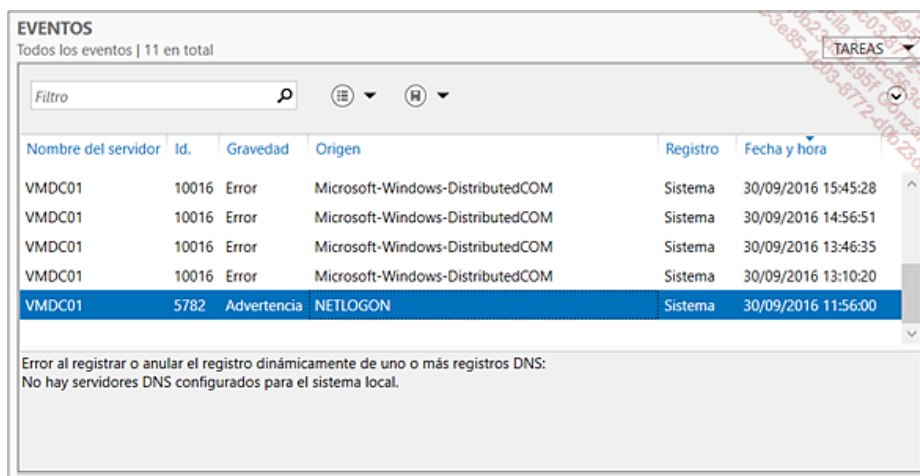 EVENTOS
Todos los eventos | 11 en total
TAREAS
Filtro
Nombre del servidor Id. Gravedad Origen Registro Fecha y hora
VMDC01 10016 Error Microsoft-Windows-DistributedCOM Sistema 30/09/2016 15:45:28
VMDC01 10016 Error Microsoft-Windows-DistributedCOM Sistema 30/09/2016 14:56:51
VMDC01 10016 Error Microsoft-Windows-DistributedCOM Sistema 30/09/2016 13:46:35
VMDC01 10016 Error Microsoft-Windows-DistributedCOM Sistema 30/09/2016 13:10:20
VMDC01 5782 Advertencia NETLOGON Sistema 30/09/2016 11:56:00
Error al registrar o anular el registro dinámicamente de uno o más registros DNS:
No hay servidores DNS configurados para el sistema local.